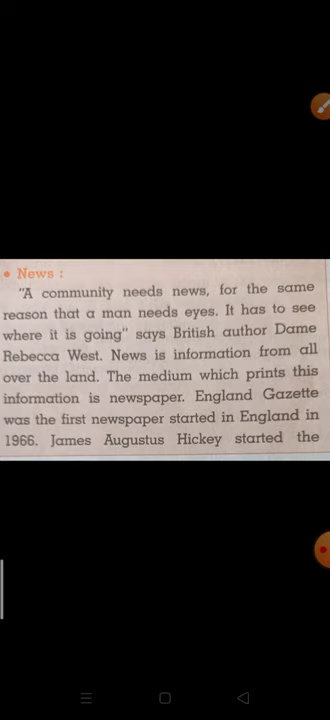 • News :
"A community needs news, for the same
reason that a man needs eyes. It has to see
where it is going" says British author Dame
Rebecca West. News is information from all
over the land. The medium which prints this
information is newspaper. England Gazette
was the first newspaper started in England in
1966. James Augustus Hickey started the